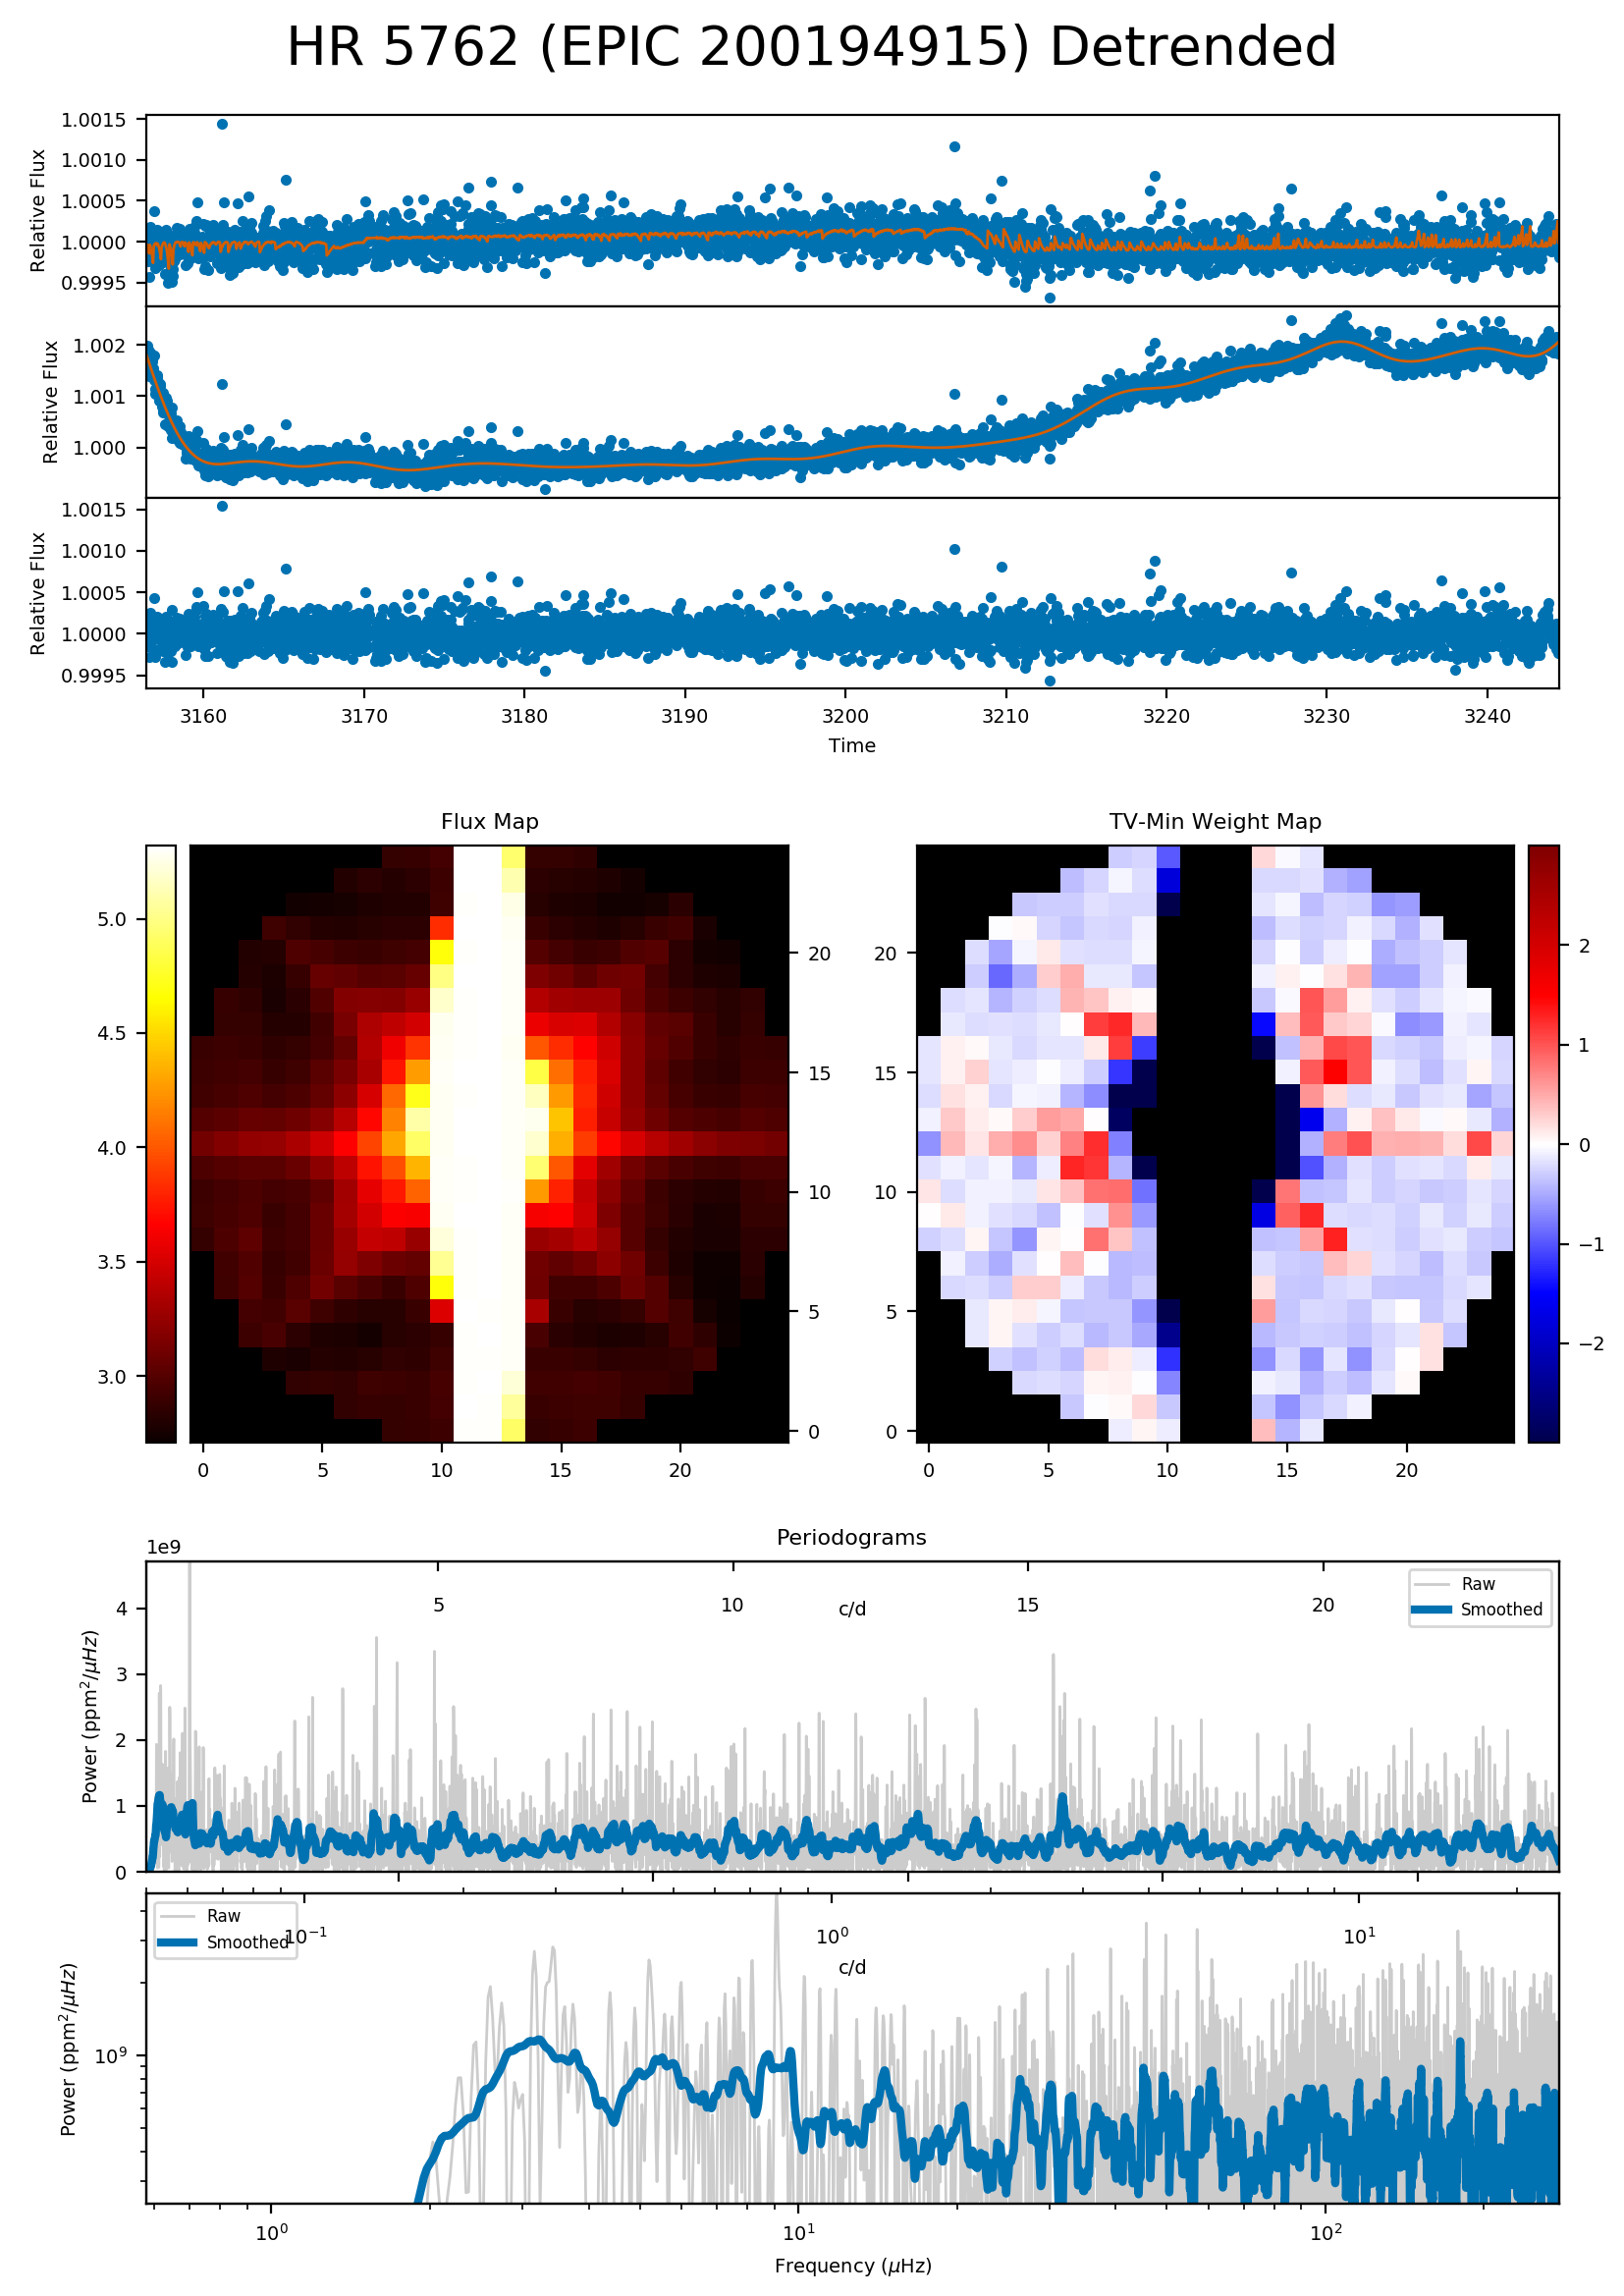 HR 5762 (EPIC 200194915) Detrended
1.0015
1.0010
1.0005
1.0000
0.9995
Relative Flux
1.002
1.001
1.000
Relative Flux
1.0015
1.0010
1.0005
1.0000
0.9995
Relative Flux
3160 3170 3180 3190 3200 3210 3220 3230 3240
Time
Flux Map
5.0
4.5
4.0
3.5
3.0
20
15
10
5
0
0 5 10 15 20
TV-Min Weight Map
20
15
10
5
0
0 5 10 15 20
2
1
0
−1
−2
Periodograms
1e9
4
3
2
1
0
Power (ppm²/μHz)
5 10 15 20
c/d
Raw
Smoothed
Raw
Smoothed
10⁻¹ 10⁰ 10¹
c/d
10⁹
Power (ppm²/μHz)
10⁰ 10¹ 10²
Frequency (μHz)